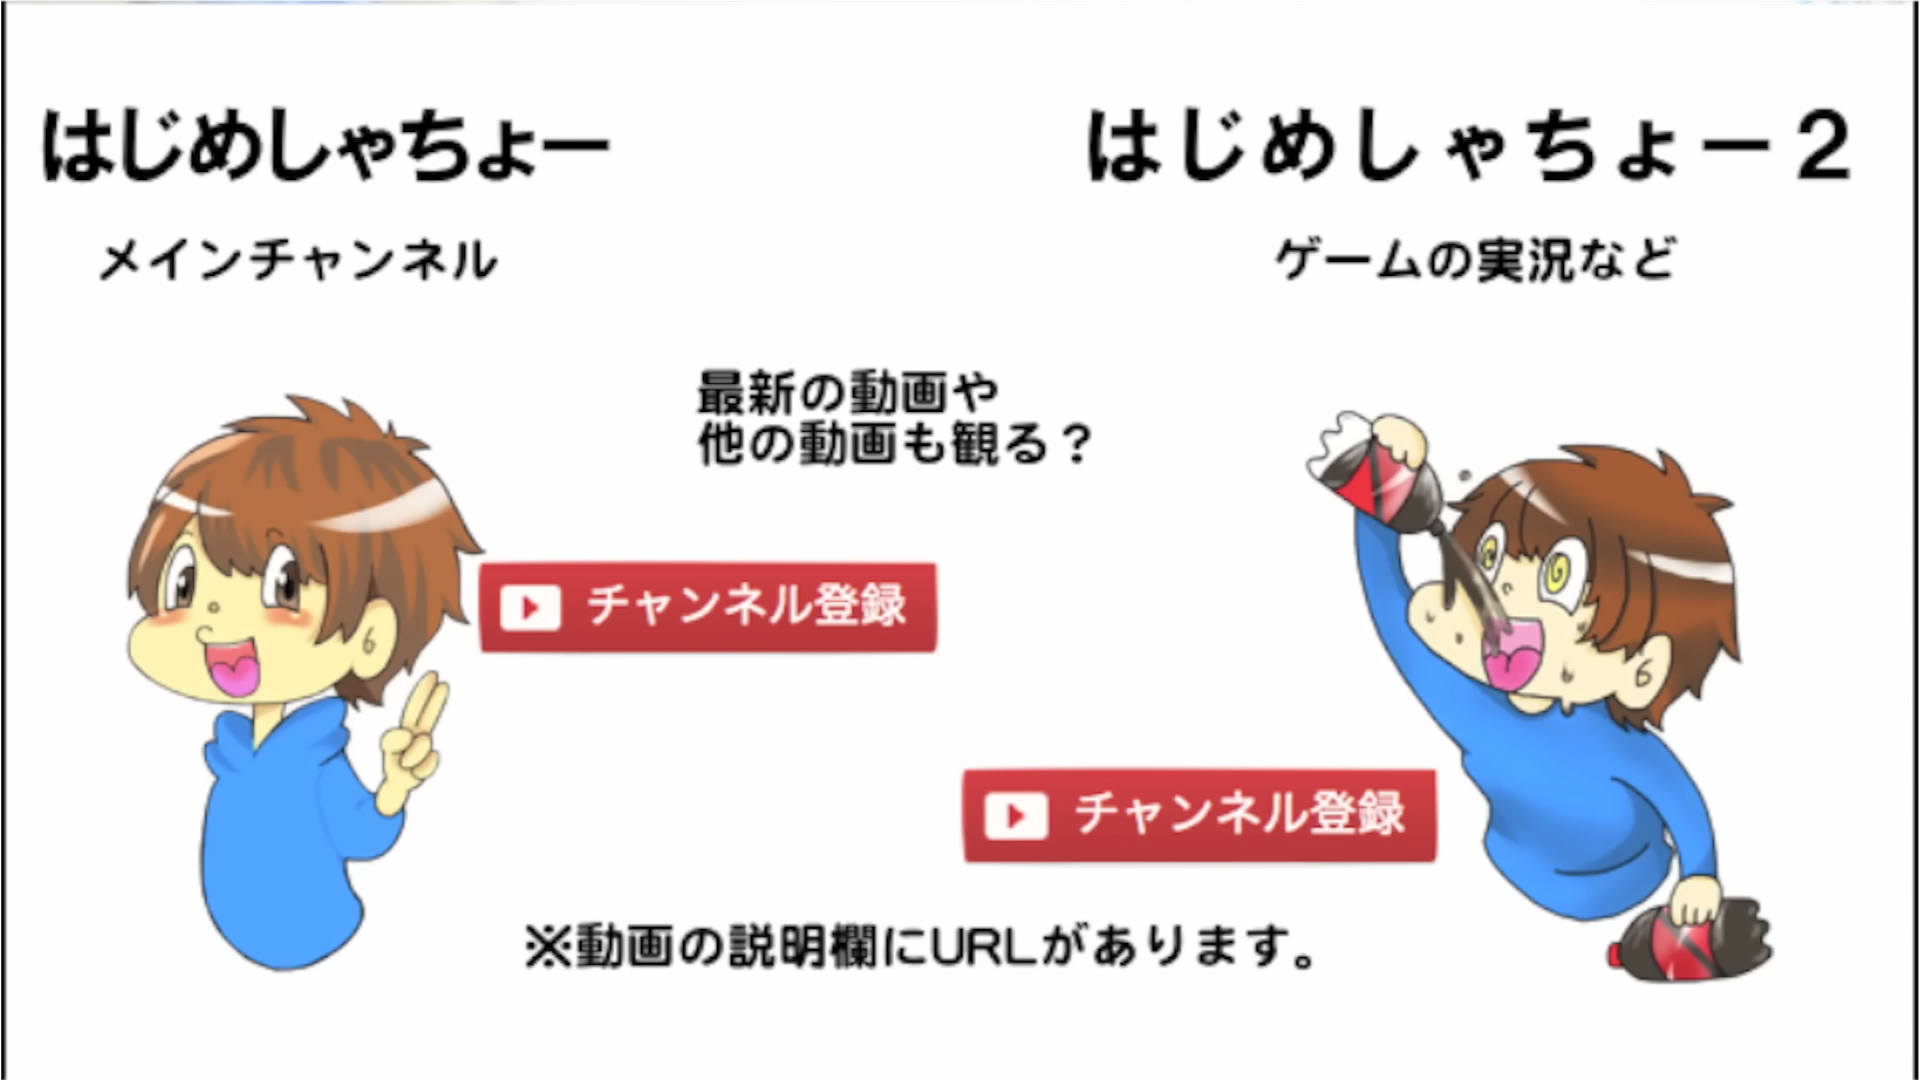 はじめしゃちょー
メインチャンネル
はじめしゃちょー２
ゲームの実況など
最新の動画や
他の動画も観る？
チャンネル登録
チャンネル登録
※動画の説明欄にURLがあります。